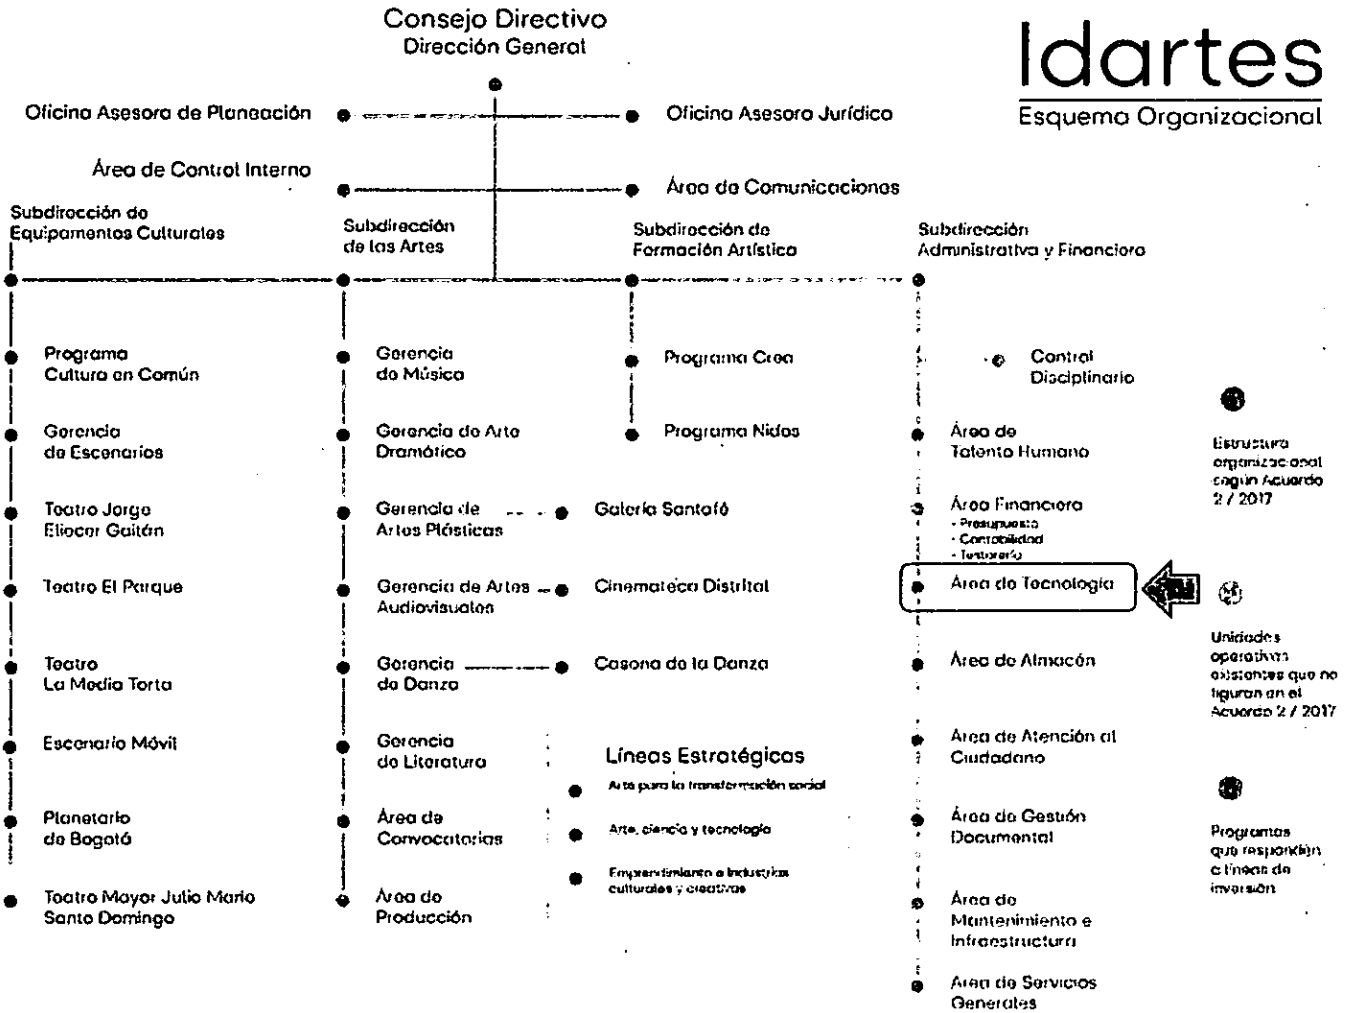 Consejo Directivo
Dirección General
Idartes
Esquema Organizacional
Oficina Asesora de Planeación
Oficina Asesora Jurídica
Área de Control Interno
Área de Comunicaciones
Subdirección de
Equipamentos Culturales
Subdirección
de las Artes
Subdirección de
Formación Artística
Subdirección
Administrativa y Financiera
Programa
Cultura en Común
Gerencia
de Escenarios
Teatro Jorge
Eliecer Gaitán
Teatro El Parque
Teatro
La Media Torta
Escenario Móvil
Planetario
de Bogotá
Teatro Mayor Julio Mario
Santo Domingo
Gerencia
de Música
Gerencia de Arte
Dramático
Gerencia de
Artes Plásticas
Galería Santafé
Gerencia de Artes
Audiovisuales
Cinemateca Distrital
Gerencia
de Danza
Casona de la Danza
Gerencia
de Literatura
Área de
Convocatorias
Área de
Producción
Programa Crea
Programa Nidos
Líneas Estratégicas
Arte para la transformación social
Arte, ciencia y tecnología
Emprendimiento e Industrias
culturales y creativas
Control
Disciplinario
Área de
Talento Humano
Área Financiera
- Presupuesto
- Contabilidad
- Tesorería
Área de Tecnología
Área de Almacén
Área de Atención al
Ciudadano
Área de Gestión
Documental
Área de
Mantenimiento e
Infraestructura
Área de Servicios
Generales
Estructura
organizacional
según Acuerdo
2 / 2017
Unidades
operativas
existentes que no
figuran en el
Acuerdo 2 / 2017
Programas
que responden
a líneas de
inversión